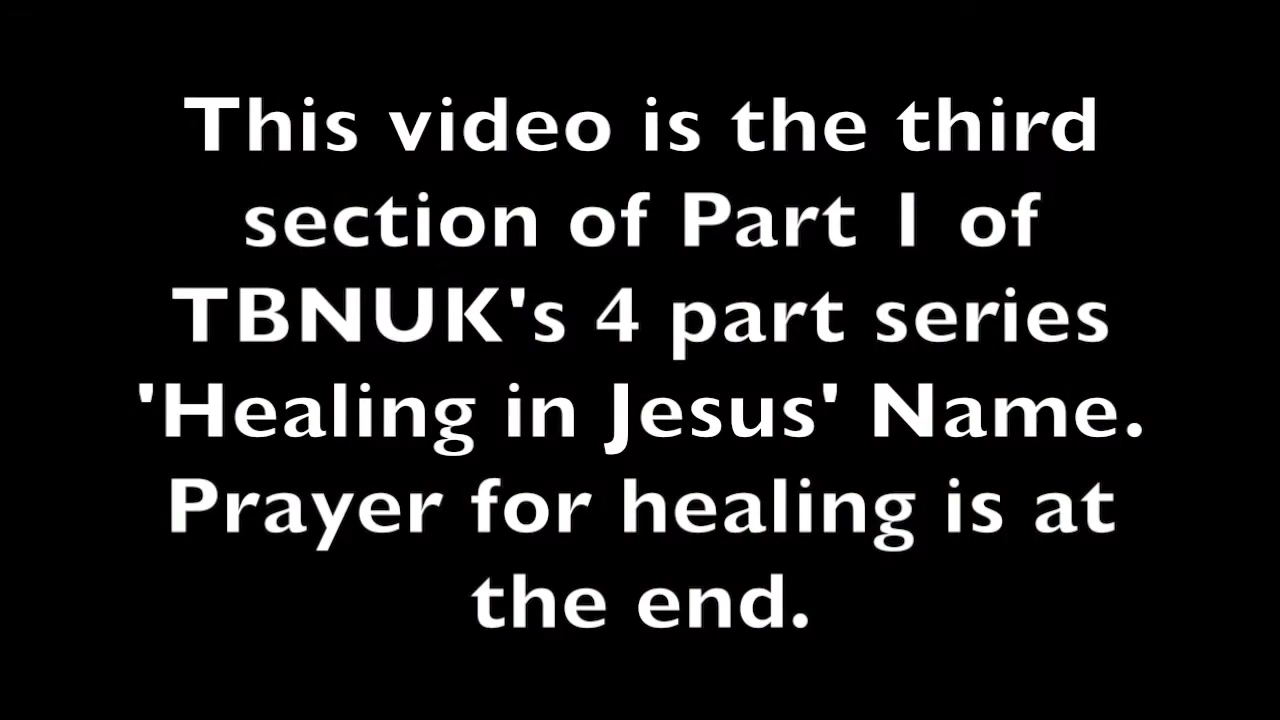 This video is the third
section of Part 1 of
TBNUK's 4 part series
'Healing in Jesus' Name.
Prayer for healing is at
the end.